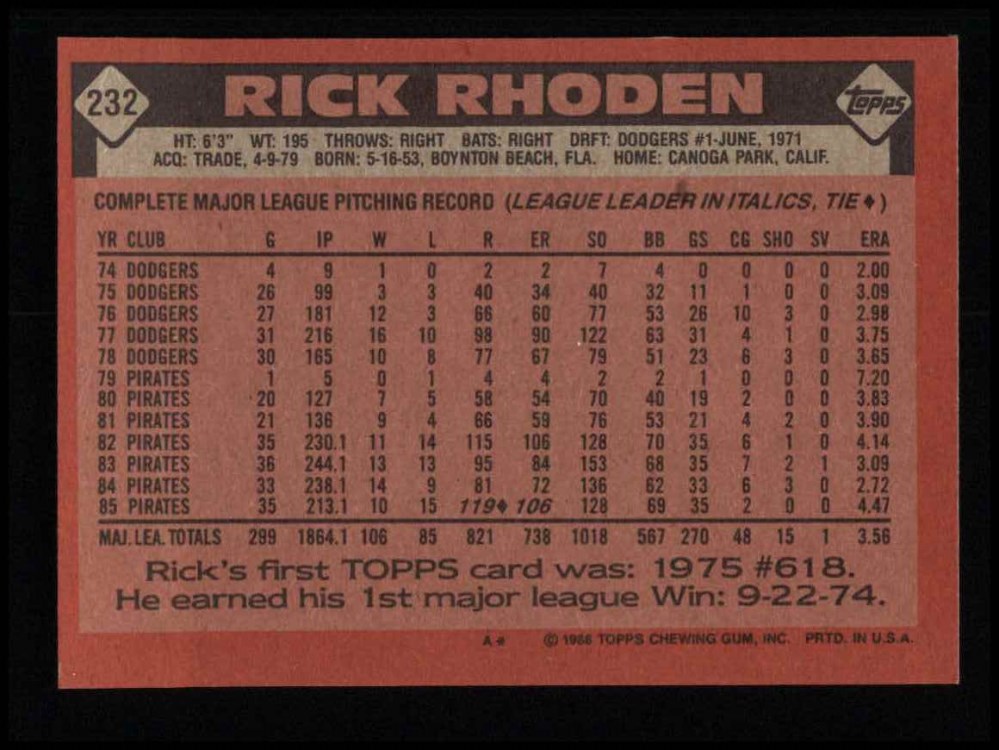 232 RICK RHODEN Topps
HT: 6'3" WT: 195 THROWS: RIGHT BATS: RIGHT DRFT: DODGERS #1-JUNE, 1971
ACQ: TRADE, 4-9-79 BORN: 5-16-53, BOYNTON BEACH, FLA. HOME: CANOGA PARK, CALIF.
COMPLETE MAJOR LEAGUE PITCHING RECORD (LEAGUE LEADER IN ITALICS, TIE ♦)
YR CLUB G IP W L R ER SO BB GS CG SHO SV ERA
74 DODGERS 4 9 1 0 2 2 7 4 0 0 0 0 2.00
75 DODGERS 26 99 3 3 40 34 40 32 11 1 0 0 3.09
76 DODGERS 27 181 12 3 66 60 77 53 26 10 3 0 2.98
77 DODGERS 31 216 16 10 98 90 122 63 31 4 1 0 3.75
78 DODGERS 30 165 10 8 77 67 79 51 23 6 3 0 3.65
79 PIRATES 1 5 0 1 4 4 2 2 1 0 0 0 7.20
80 PIRATES 20 127 7 5 58 54 70 40 19 2 0 0 3.83
81 PIRATES 21 136 9 4 66 59 76 53 21 4 2 0 3.90
82 PIRATES 35 230.1 11 14 115 106 128 70 35 6 1 0 4.14
83 PIRATES 36 244.1 13 13 95 84 153 68 35 7 2 1 3.09
84 PIRATES 33 238.1 14 9 81 72 136 62 33 6 3 0 2.72
85 PIRATES 35 213.1 10 15 119♦ 106 128 69 35 2 0 0 4.47
MAJ. LEA. TOTALS 299 1864.1 106 85 821 738 1018 567 270 48 15 1 3.56
Rick's first TOPPS card was: 1975 #618.
He earned his 1st major league Win: 9-22-74.
A* © 1986 TOPPS CHEWING GUM, INC. PRTD. IN U.S.A.